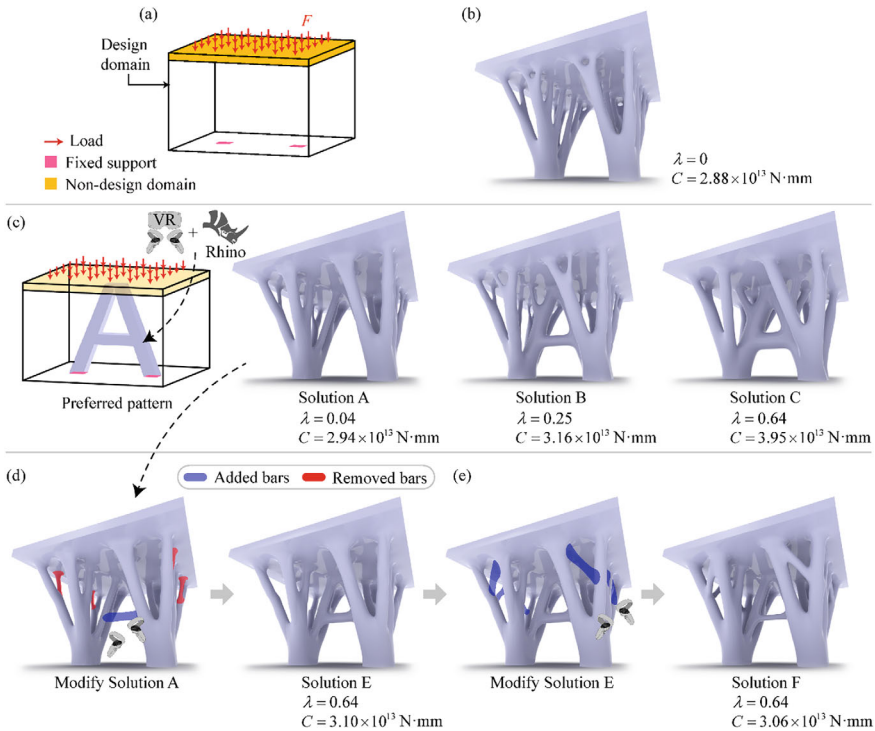 (a)
F
Design
domain
Load
Fixed support
Non-design domain
(b)
λ = 0
C = 2.88×10¹³ N·mm
(c)
VR
+
Rhino
Preferred pattern
Solution A
λ = 0.04
C = 2.94×10¹³ N·mm
Solution B
λ = 0.25
C = 3.16×10¹³ N·mm
Solution C
λ = 0.64
C = 3.95×10¹³ N·mm
(d)
Added bars
Removed bars
(e)
Modify Solution A
Solution E
λ = 0.64
C = 3.10×10¹³ N·mm
Modify Solution E
Solution F
λ = 0.64
C = 3.06×10¹³ N·mm